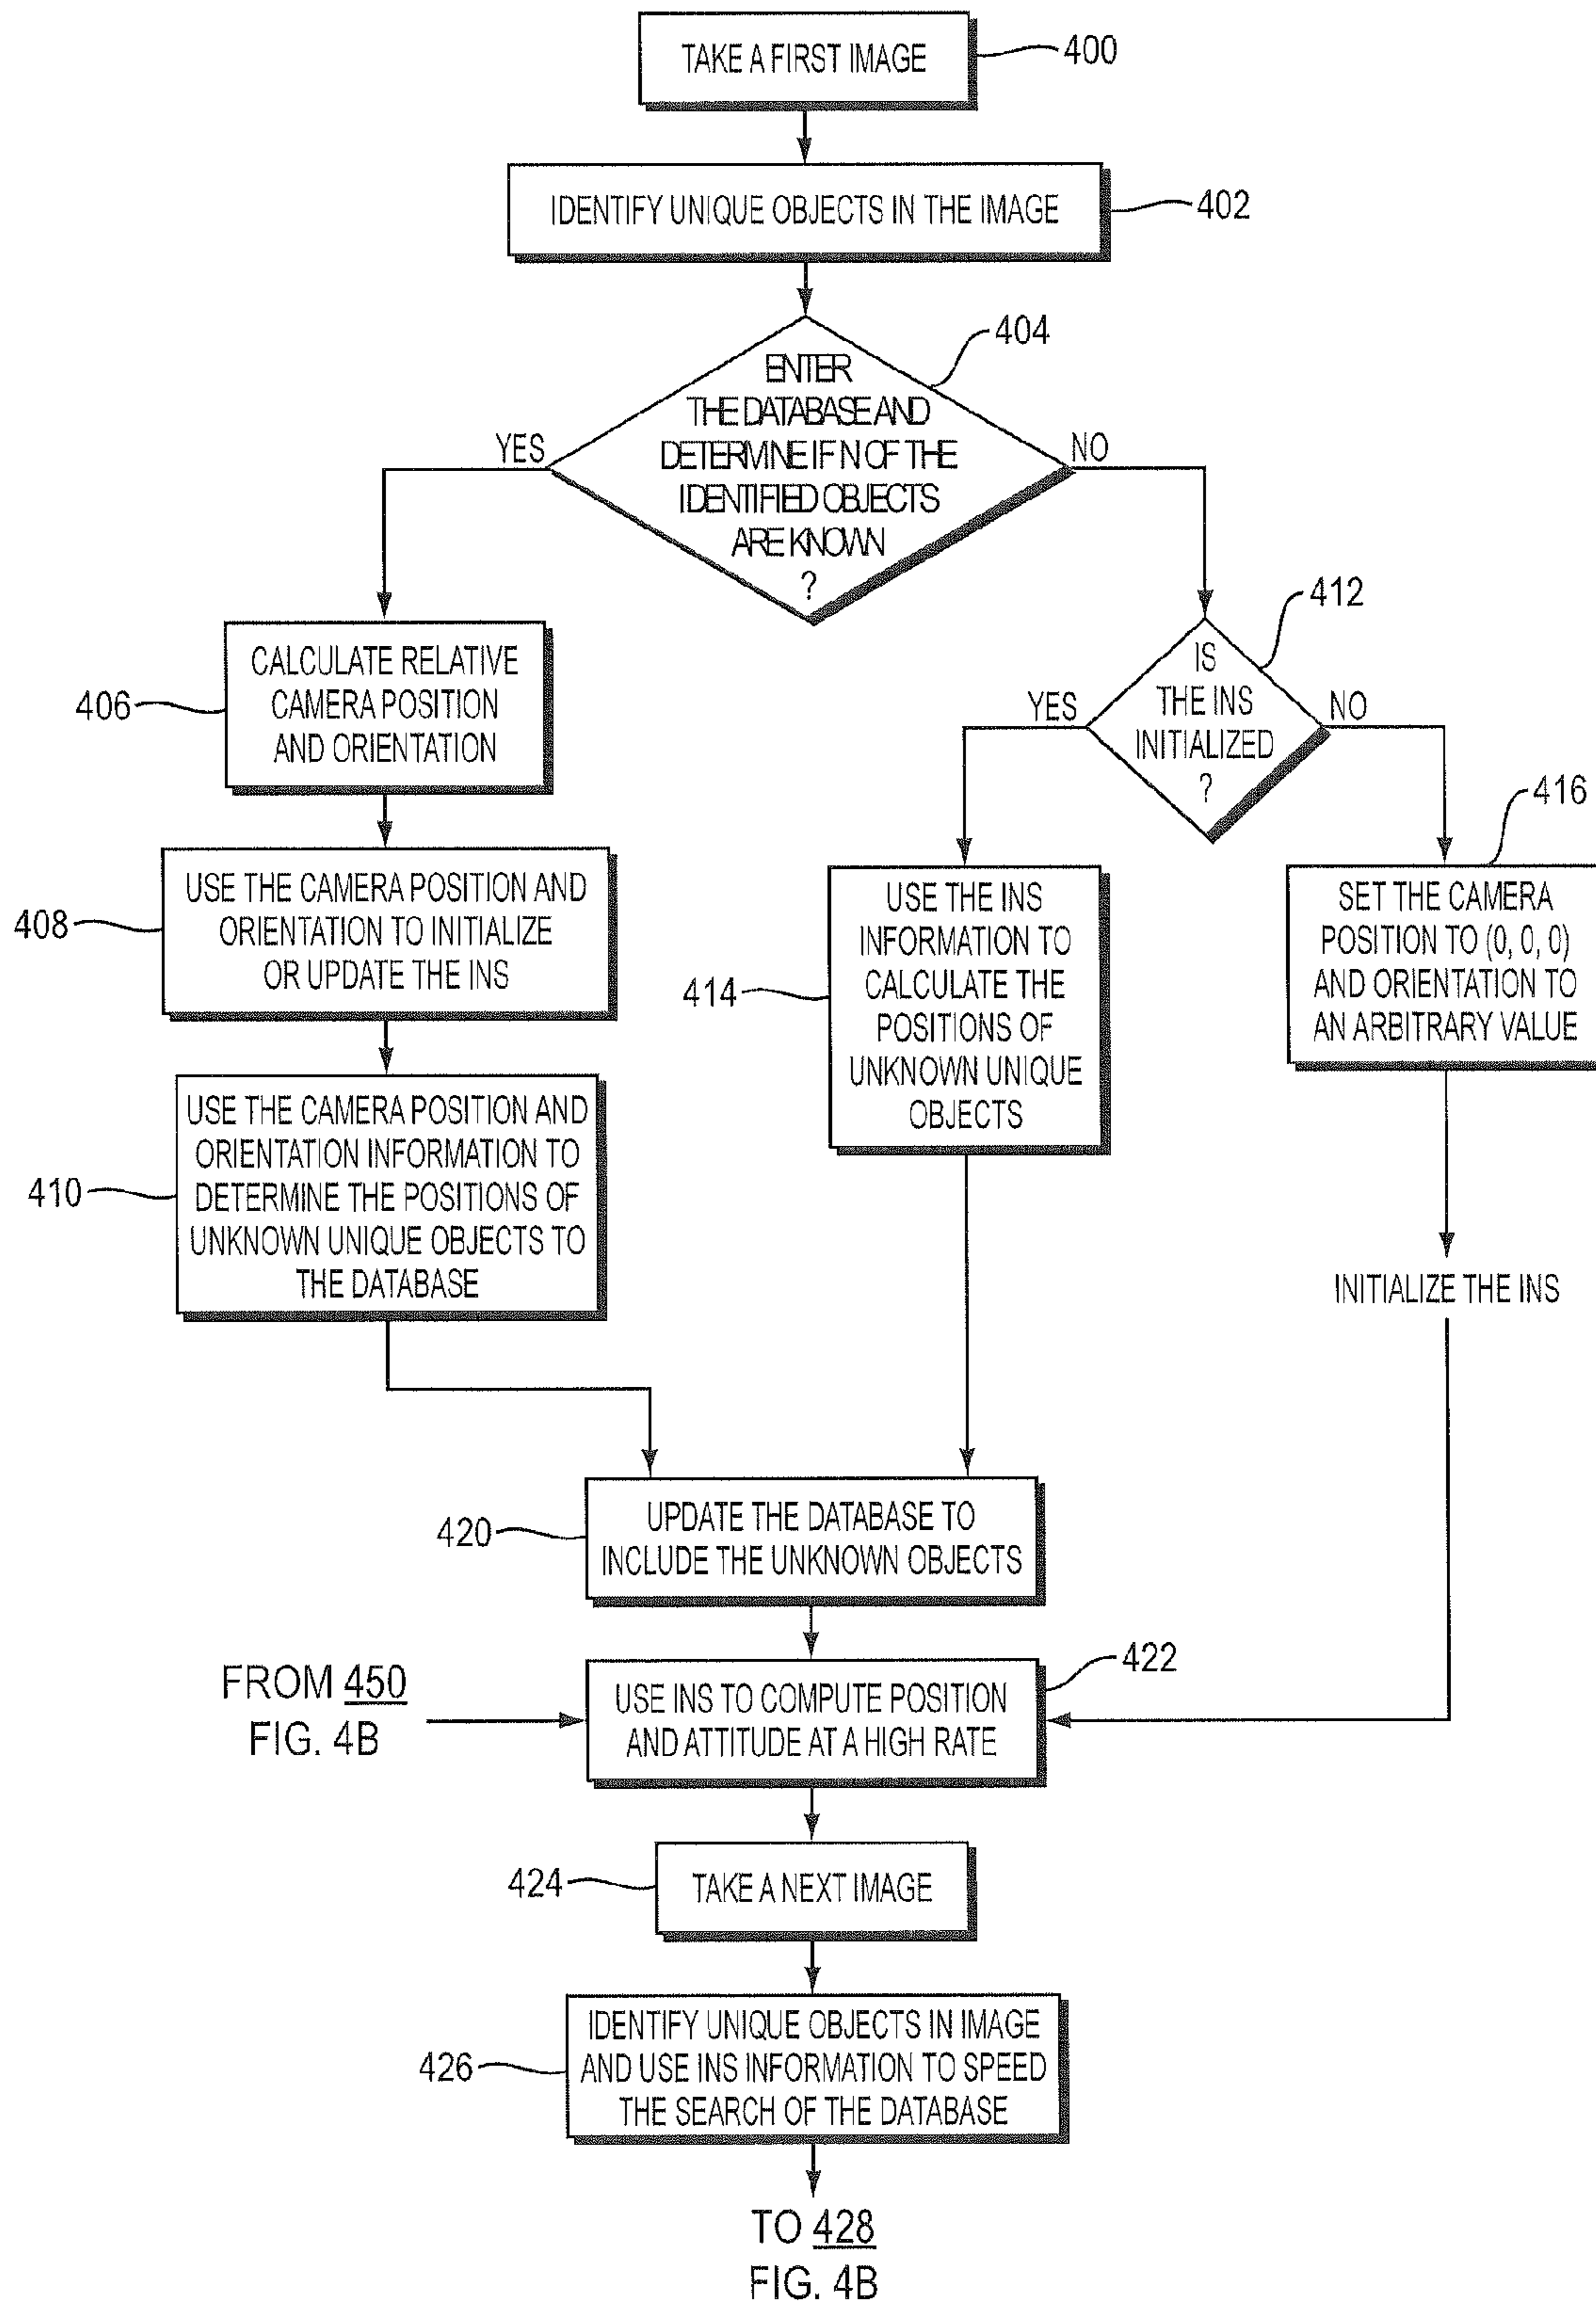 TAKE A FIRST IMAGE
400
IDENTIFY UNIQUE OBJECTS IN THE IMAGE
402
404
ENTER
THE DATABASE AND
DETERMINE IF N OF THE
IDENTIFIED OBJECTS
ARE KNOWN
?
YES
NO
412
IS
THE INS
INITIALIZED
?
YES
NO
406
CALCULATE RELATIVE
CAMERA POSITION
AND ORIENTATION
408
USE THE CAMERA POSITION AND
ORIENTATION TO INITIALIZE
OR UPDATE THE INS
410
USE THE CAMERA POSITION AND
ORIENTATION INFORMATION TO
DETERMINE THE POSITIONS OF
UNKNOWN UNIQUE OBJECTS TO
THE DATABASE
414
USE THE INS
INFORMATION TO
CALCULATE THE
POSITIONS OF
UNKNOWN UNIQUE
OBJECTS
416
SET THE CAMERA
POSITION TO (0, 0, 0)
AND ORIENTATION TO
AN ARBITRARY VALUE
INITIALIZE THE INS
420
UPDATE THE DATABASE TO
INCLUDE THE UNKNOWN OBJECTS
FROM 450
FIG. 4B
422
USE INS TO COMPUTE POSITION
AND ATTITUDE AT A HIGH RATE
424
TAKE A NEXT IMAGE
426
IDENTIFY UNIQUE OBJECTS IN IMAGE
AND USE INS INFORMATION TO SPEED
THE SEARCH OF THE DATABASE
TO 428
FIG. 4B